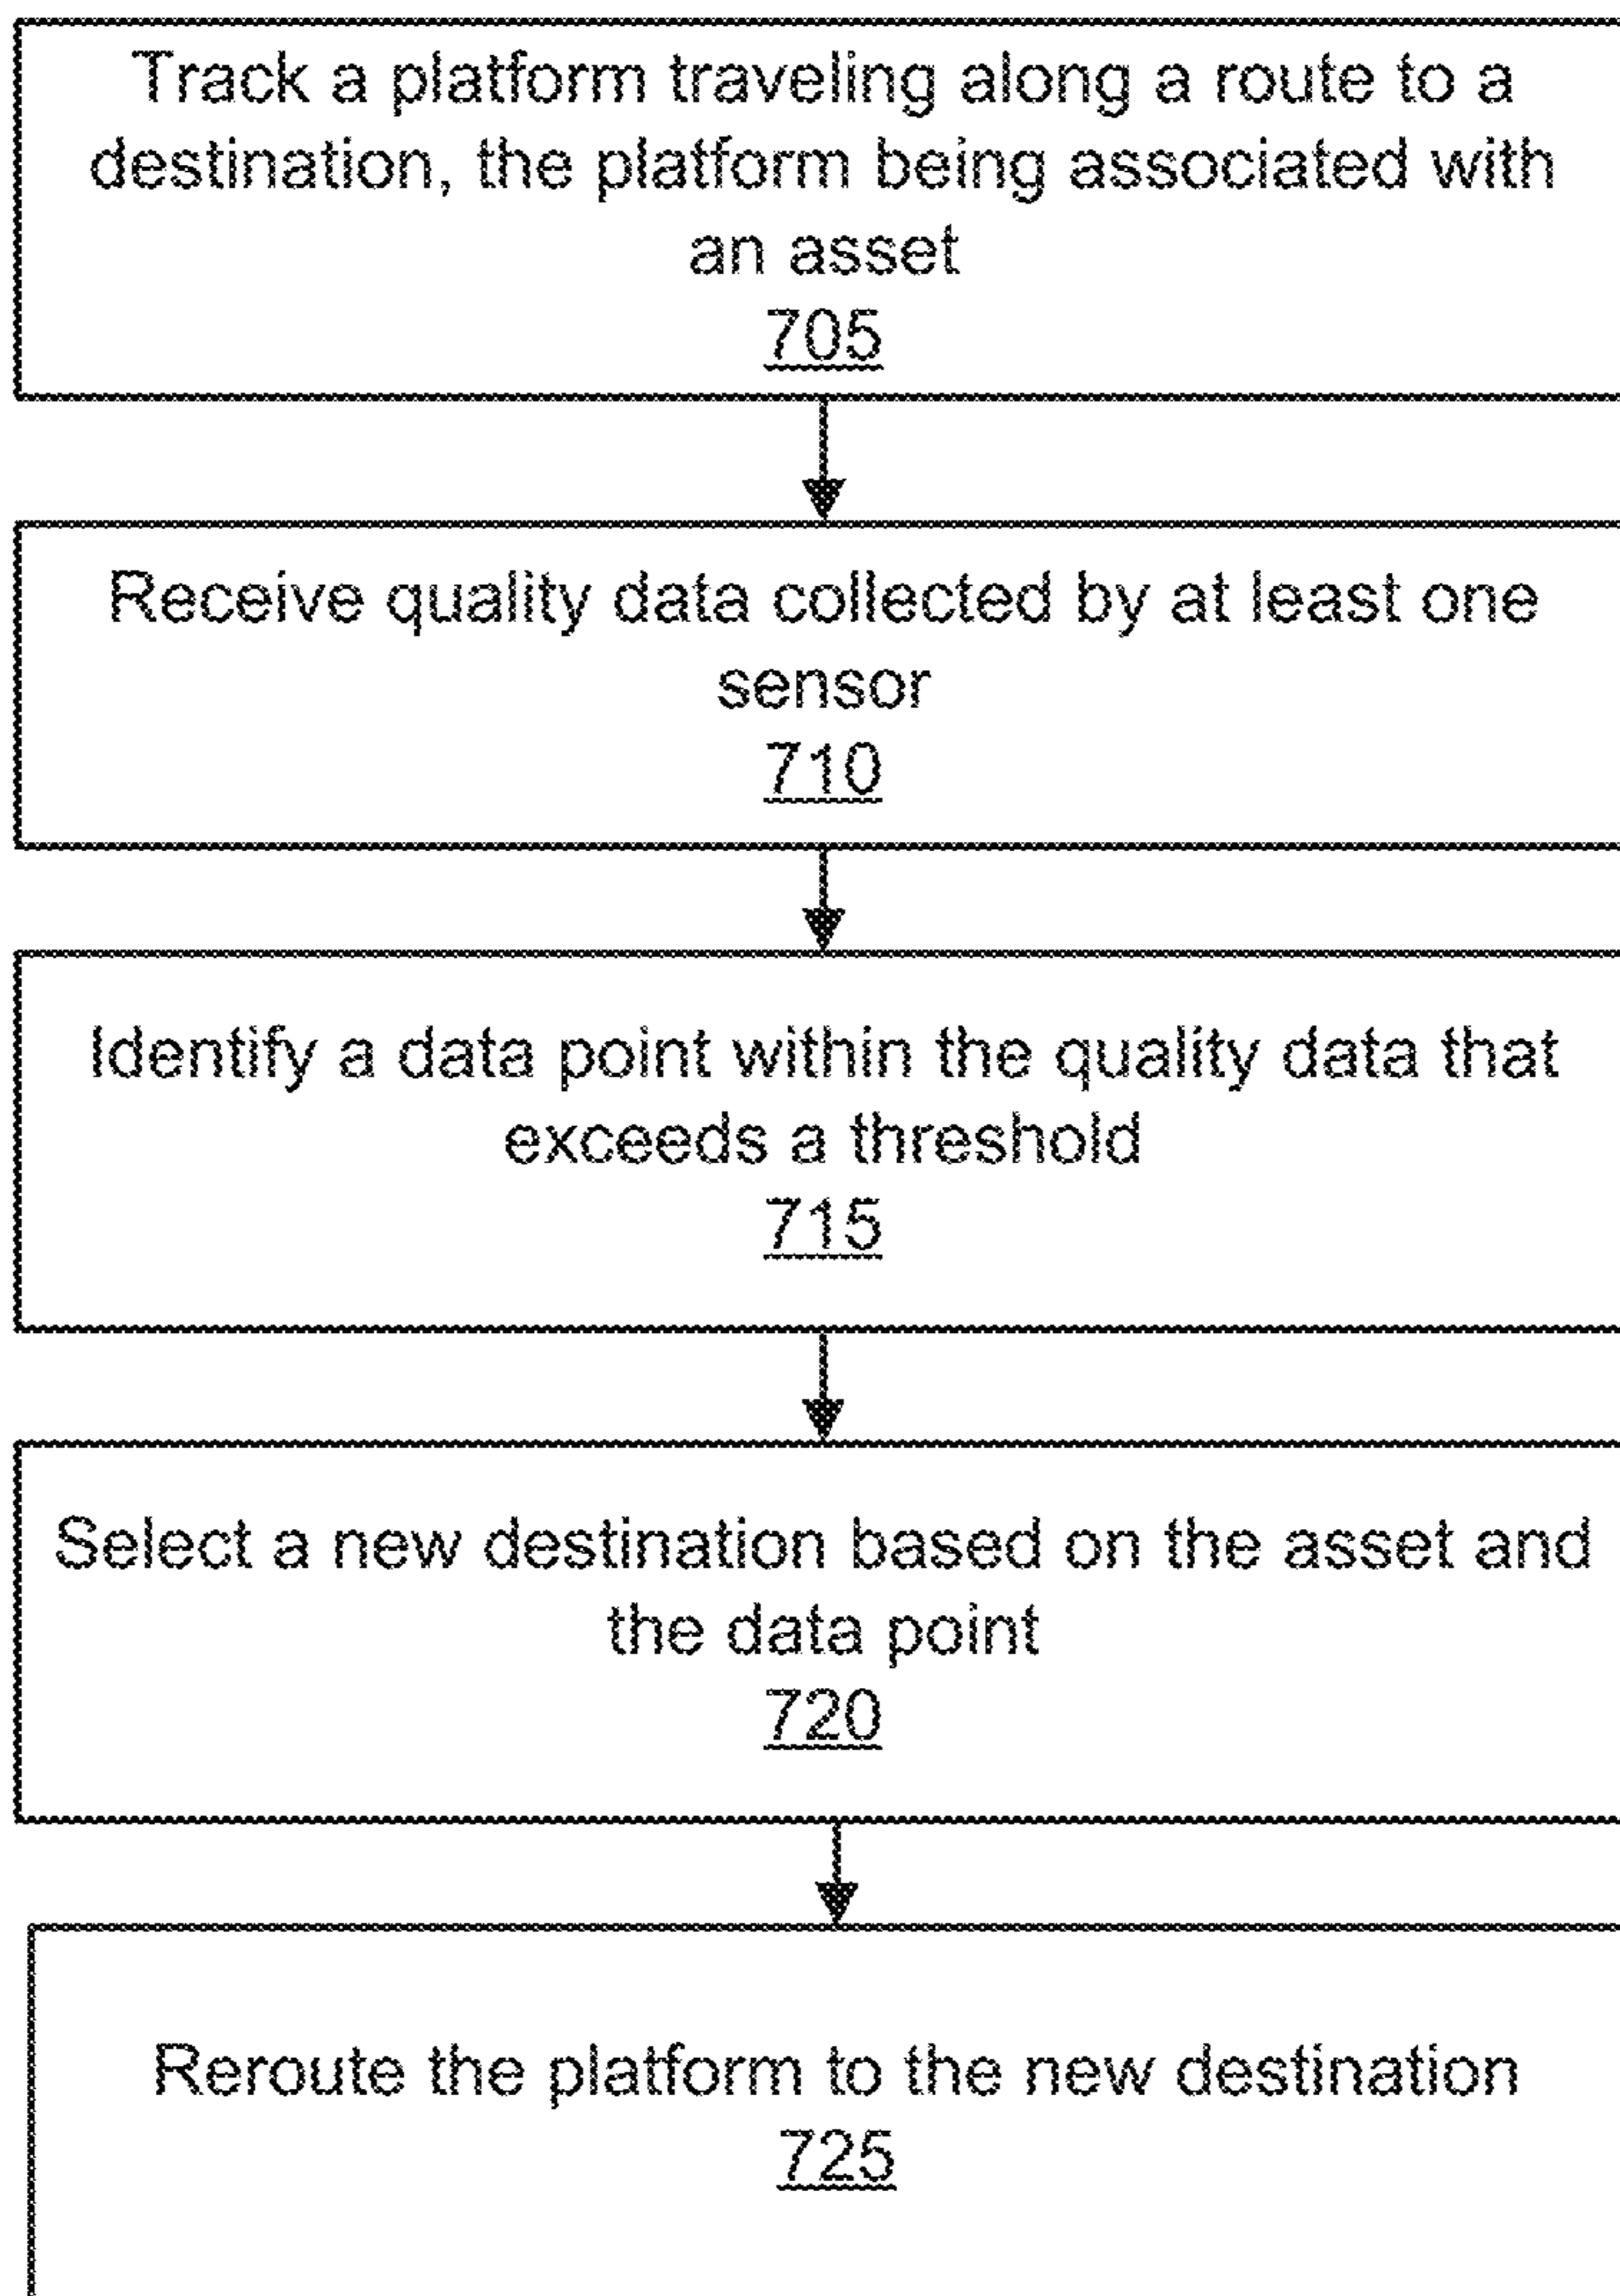 Track a platform traveling along a route to a
destination, the platform being associated with
an asset
705
Receive quality data collected by at least one
sensor
710
Identify a data point within the quality data that
exceeds a threshold
715
Select a new destination based on the asset and
the data point
720
Reroute the platform to the new destination
725